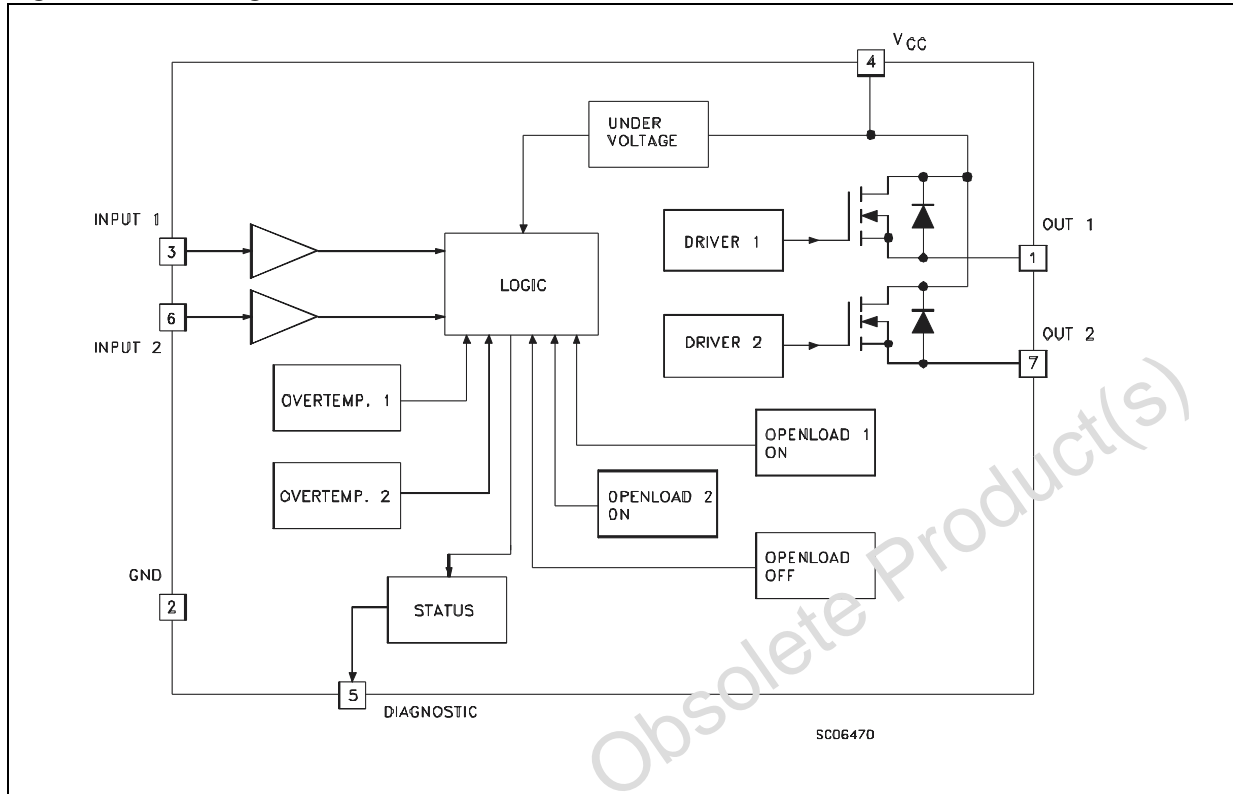 V CC
4
UNDER
VOLTAGE
INPUT 1
3
DRIVER 1
OUT 1
1
LOGIC
6
INPUT 2
DRIVER 2
OUT 2
7
OVERTEMP. 1
OPENLOAD 1
ON
OVERTEMP. 2
OPENLOAD 2
ON
OPENLOAD
OFF
GND
2
STATUS
5
DIAGNOSTIC
SC06470
Obsolete Product(s)